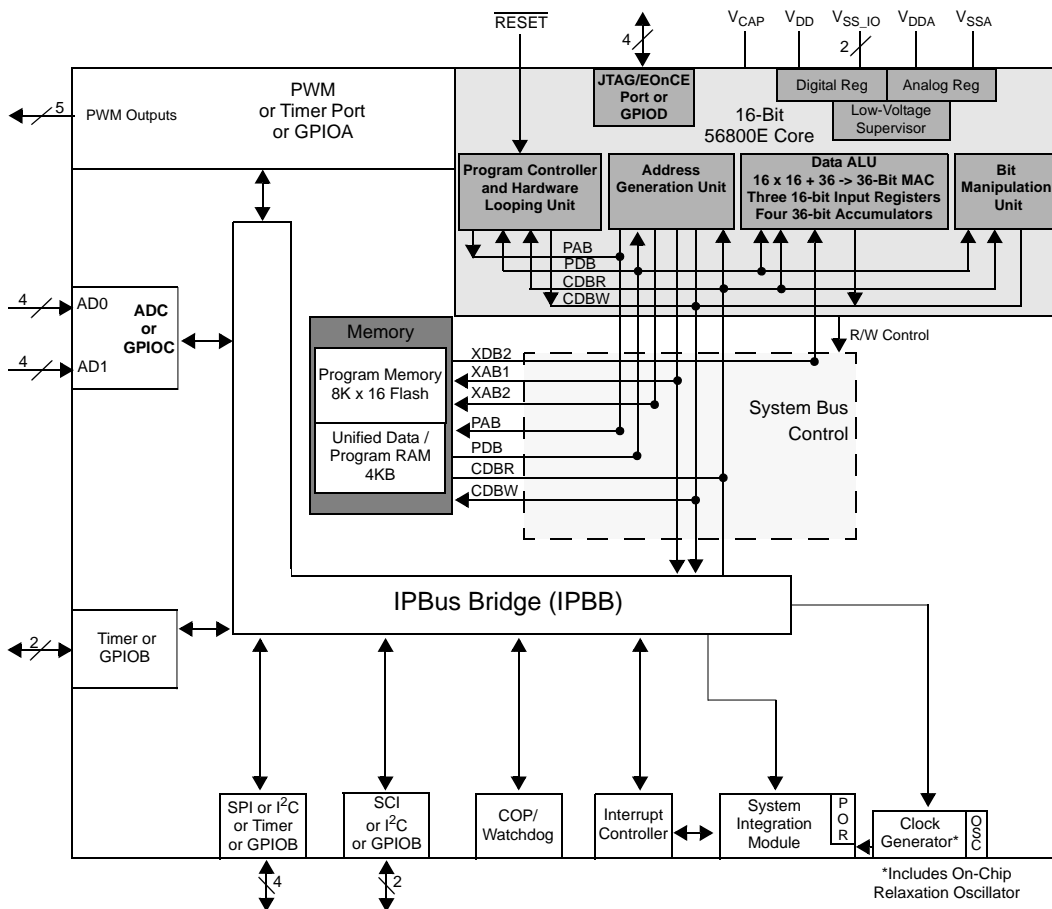 RESET
4
VCAP
VDD
VSS_IO
2
VDDA
VSSA
5
PWM Outputs
PWM
or Timer Port
or GPIOA
JTAG/EOnCE
Port or
GPIOD
16-Bit
56800E Core
Digital Reg
Analog Reg
Low-Voltage
Supervisor
Program Controller
and Hardware
Looping Unit
Address
Generation Unit
Data ALU
16 x 16 + 36 -> 36-Bit MAC
Three 16-bit Input Registers
Four 36-bit Accumulators
Bit
Manipulation
Unit
PAB
PDB
CDBR
CDBW
4
AD0
ADC
or
GPIOC
4
AD1
R/W Control
Memory
Program Memory
8K x 16 Flash
Unified Data /
Program RAM
4KB
XDB2
XAB1
XAB2
PAB
PDB
CDBR
CDBW
System Bus
Control
IPBus Bridge (IPBB)
2
Timer or
GPIOB
SPI or I2C
or Timer
or GPIOB
4
SCI
or I2C
or GPIOB
2
COP/
Watchdog
Interrupt
Controller
System
Integration
Module
POR
Clock
Generator*
OSC
*Includes On-Chip
Relaxation Oscillator